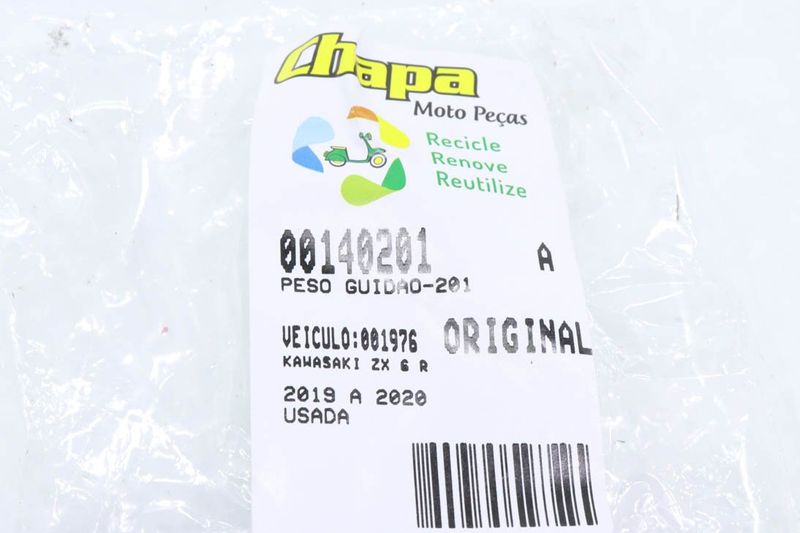 Chapa
Moto Peças
Recicle
Renove
Reutilize
00140201 A
PESO GUIDAO-201
VEICULO:001976 ORIGINAL
KAWASAKI ZX 6 R
2019 A 2020
USADA